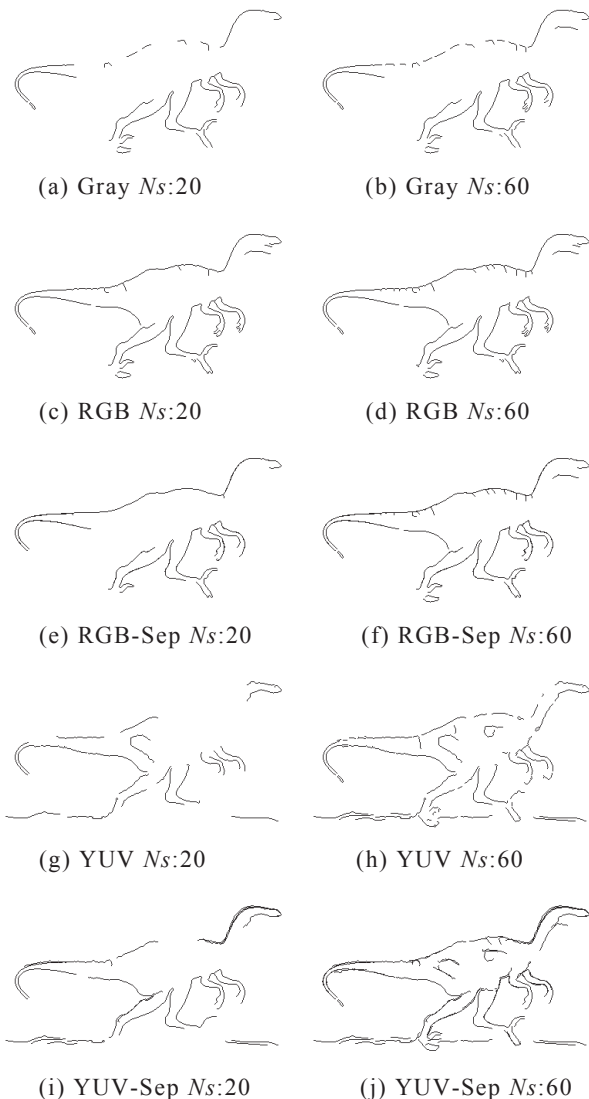 (a) Gray Ns:20
(b) Gray Ns:60
(c) RGB Ns:20
(d) RGB Ns:60
(e) RGB-Sep Ns:20
(f) RGB-Sep Ns:60
(g) YUV Ns:20
(h) YUV Ns:60
(i) YUV-Sep Ns:20
(j) YUV-Sep Ns:60